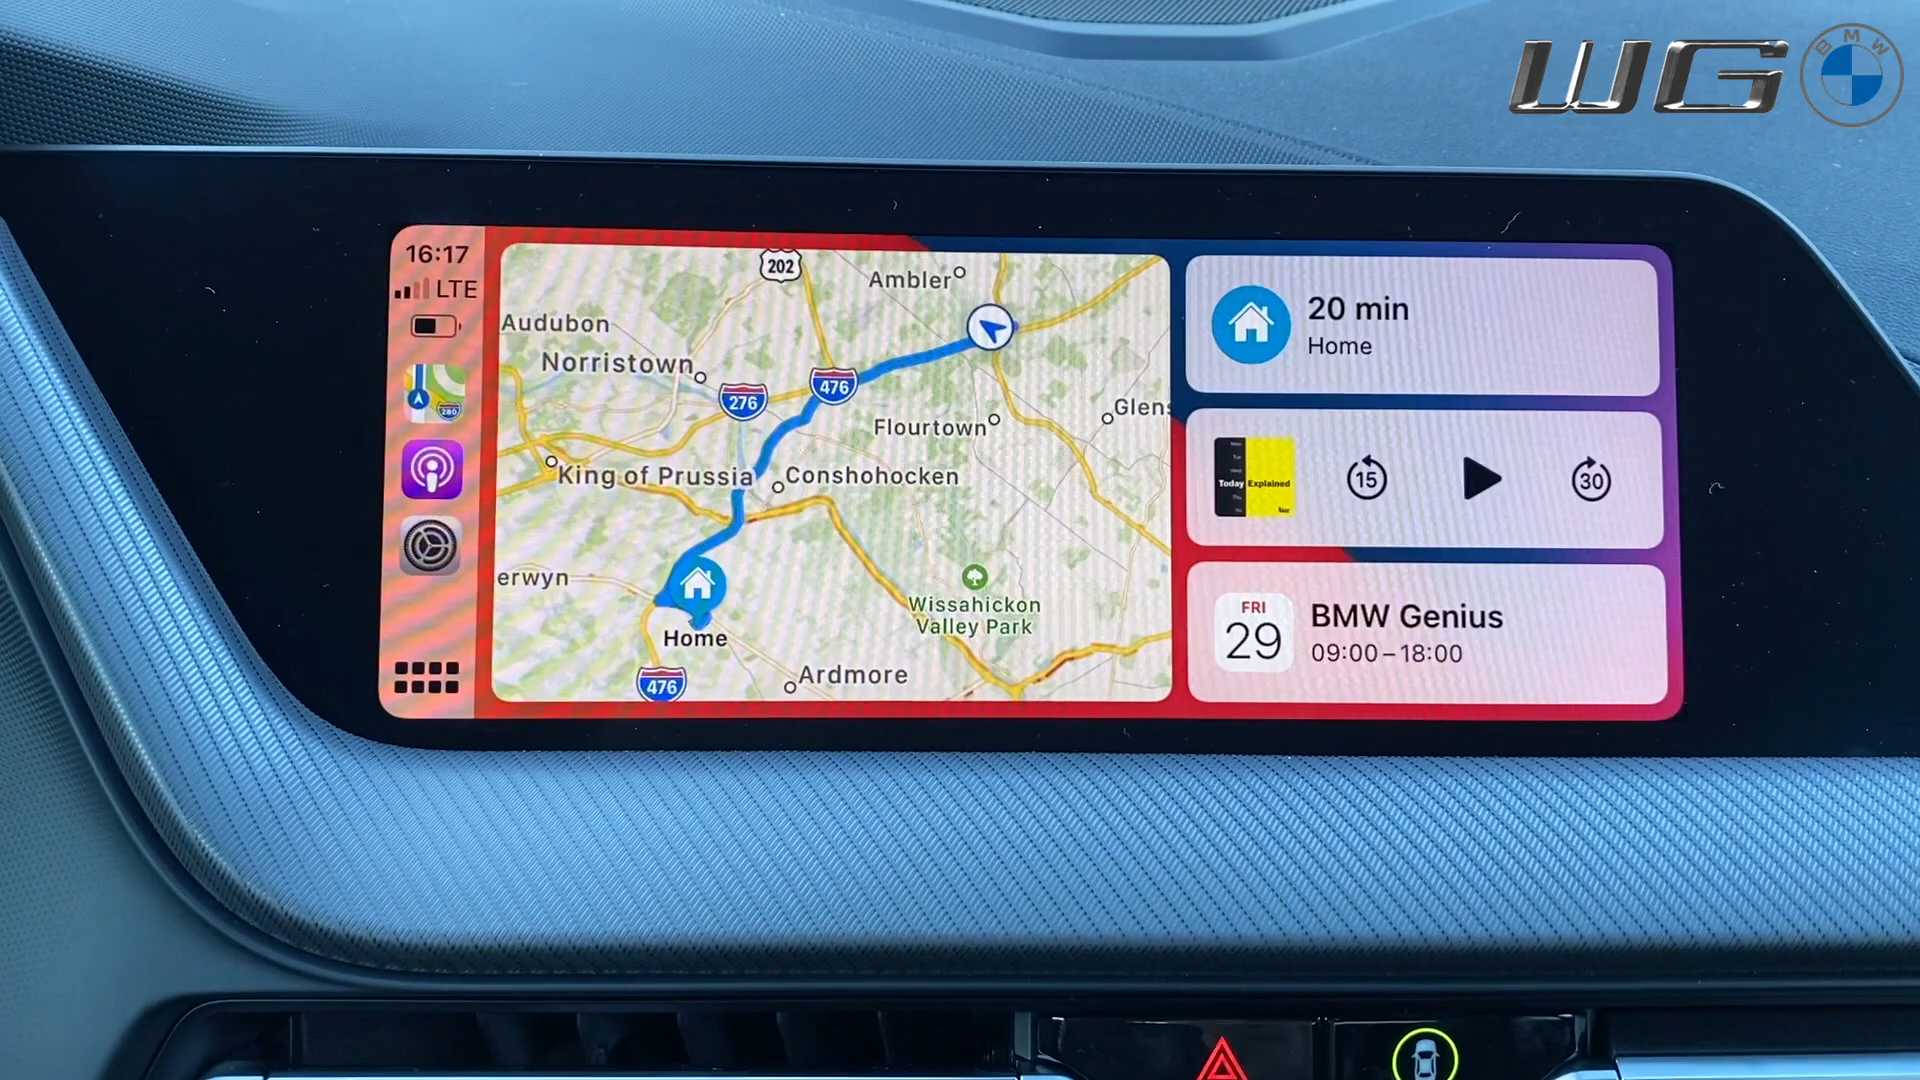 WG
BMW
16:17
LTE
280
202
Ambler
Audubon
Norristown
276
476
Flourtown
Glens
King of Prussia
Conshohocken
erwyn
Wissahickon
Valley Park
Home
Ardmore
476
20 min
Home
Today Explained
15
30
FRI
29
BMW Genius
09:00–18:00